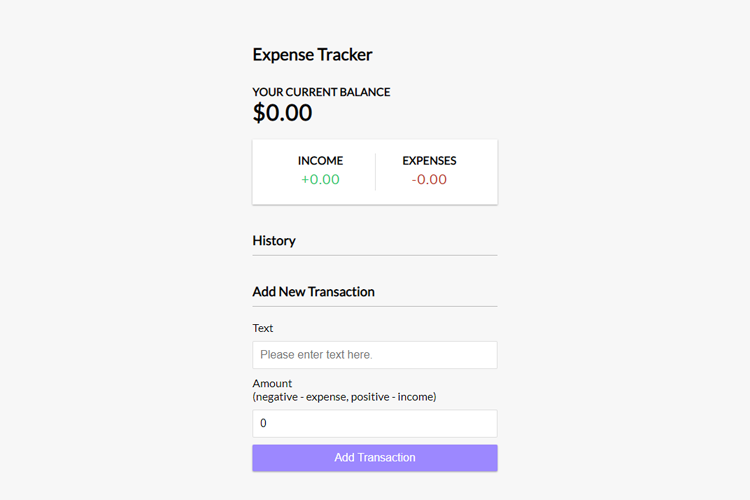 Expense Tracker
YOUR CURRENT BALANCE
$0.00
INCOME
EXPENSES
+0.00
-0.00
History
Add New Transaction
Text
Please enter text here.
Amount
(negative - expense, positive - income)
0
Add Transaction